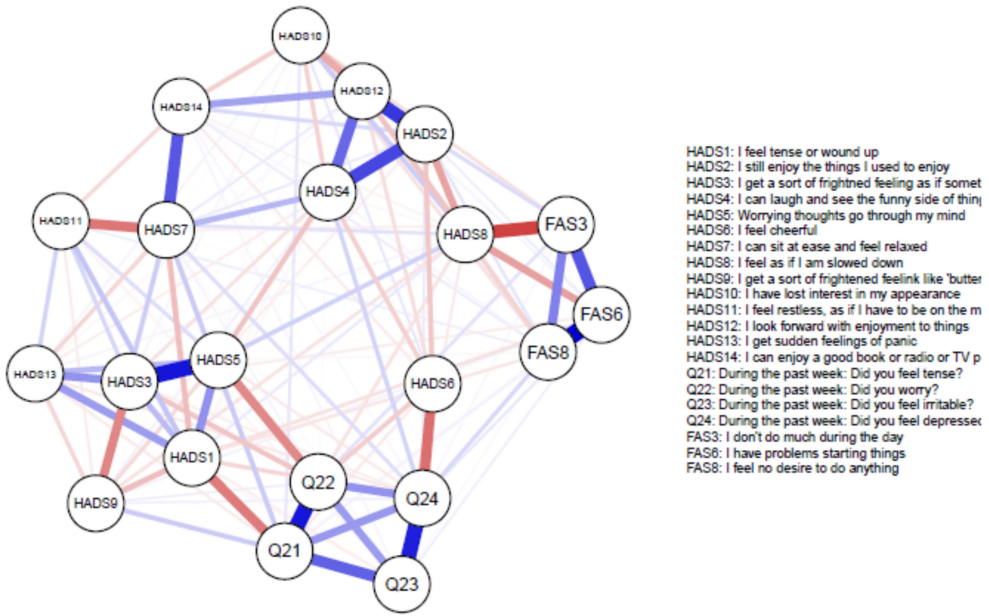 HADS10
HADS12
HADS14
HADS2
HADS4
HADS11
HADS7
HADS8
FAS3
FAS6
FAS8
HADS5
HADS13
HADS3
HADS6
HADS1
HADS9
Q22
Q24
Q21
Q23
HADS1: I feel tense or wound up
HADS2: I still enjoy the things I used to enjoy
HADS3: I get a sort of frightned feeling as if somet
HADS4: I can laugh and see the funny side of thing
HADS5: Worrying thoughts go through my mind
HADS6: I feel cheerful
HADS7: I can sit at ease and feel relaxed
HADS8: I feel as if I am slowed down
HADS9: I get a sort of frightened feelink like 'butter
HADS10: I have lost interest in my appearance
HADS11: I feel restless, as if I have to be on the m
HADS12: I look forward with enjoyment to things
HADS13: I get sudden feelings of panic
HADS14: I can enjoy a good book or radio or TV p
Q21: During the past week: Did you feel tense?
Q22: During the past week: Did you worry?
Q23: During the past week: Did you feel irritable?
Q24: During the past week: Did you feel depressed
FAS3: I don't do much during the day
FAS6: I have problems starting things
FAS8: I feel no desire to do anything